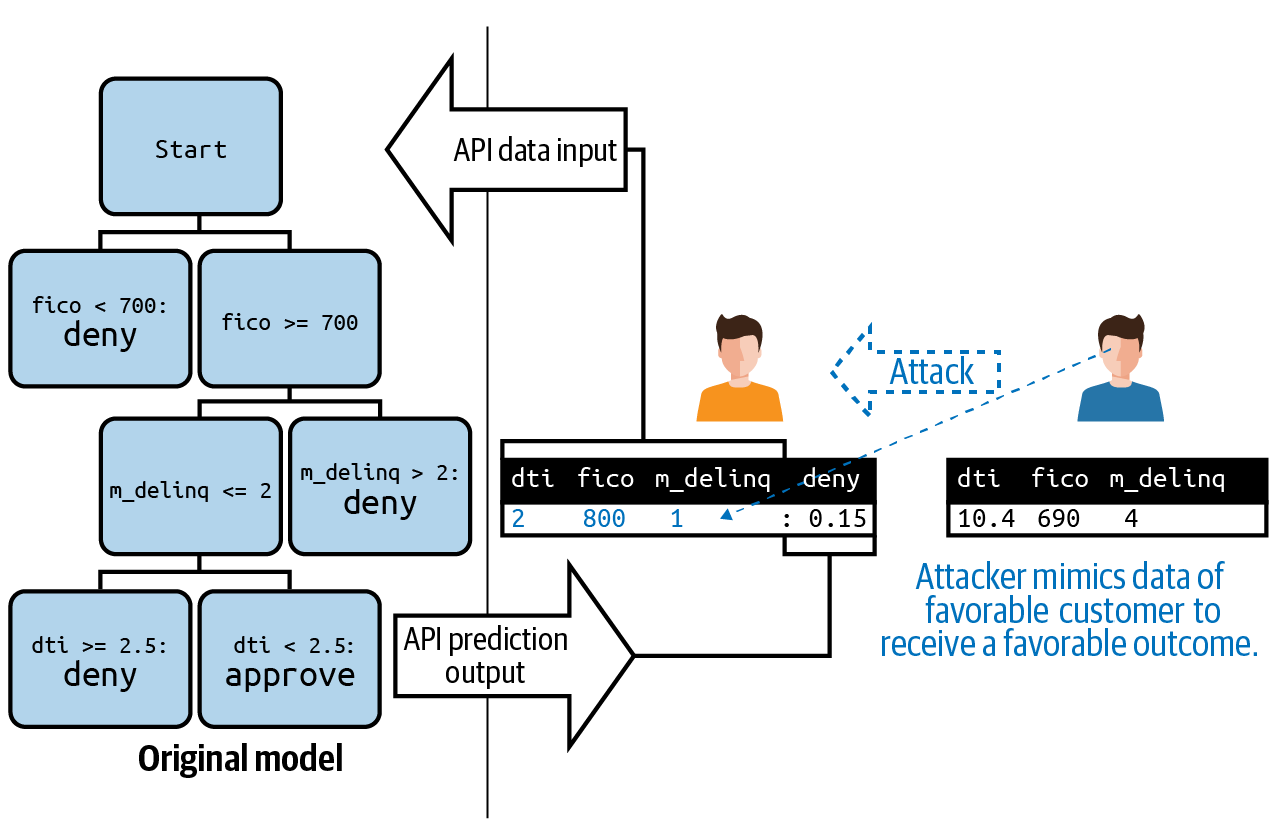 Start
API data input
fico < 700:
deny
fico >= 700
Attack
m_delinq <= 2
m_delinq > 2:
deny
dti fico m_delinq deny
2 800 1 : 0.15
dti fico m_delinq
10.4 690 4
Attacker mimics data of
favorable customer to
receive a favorable outcome.
dti >= 2.5:
deny
dti < 2.5:
approve
API prediction
output
Original model